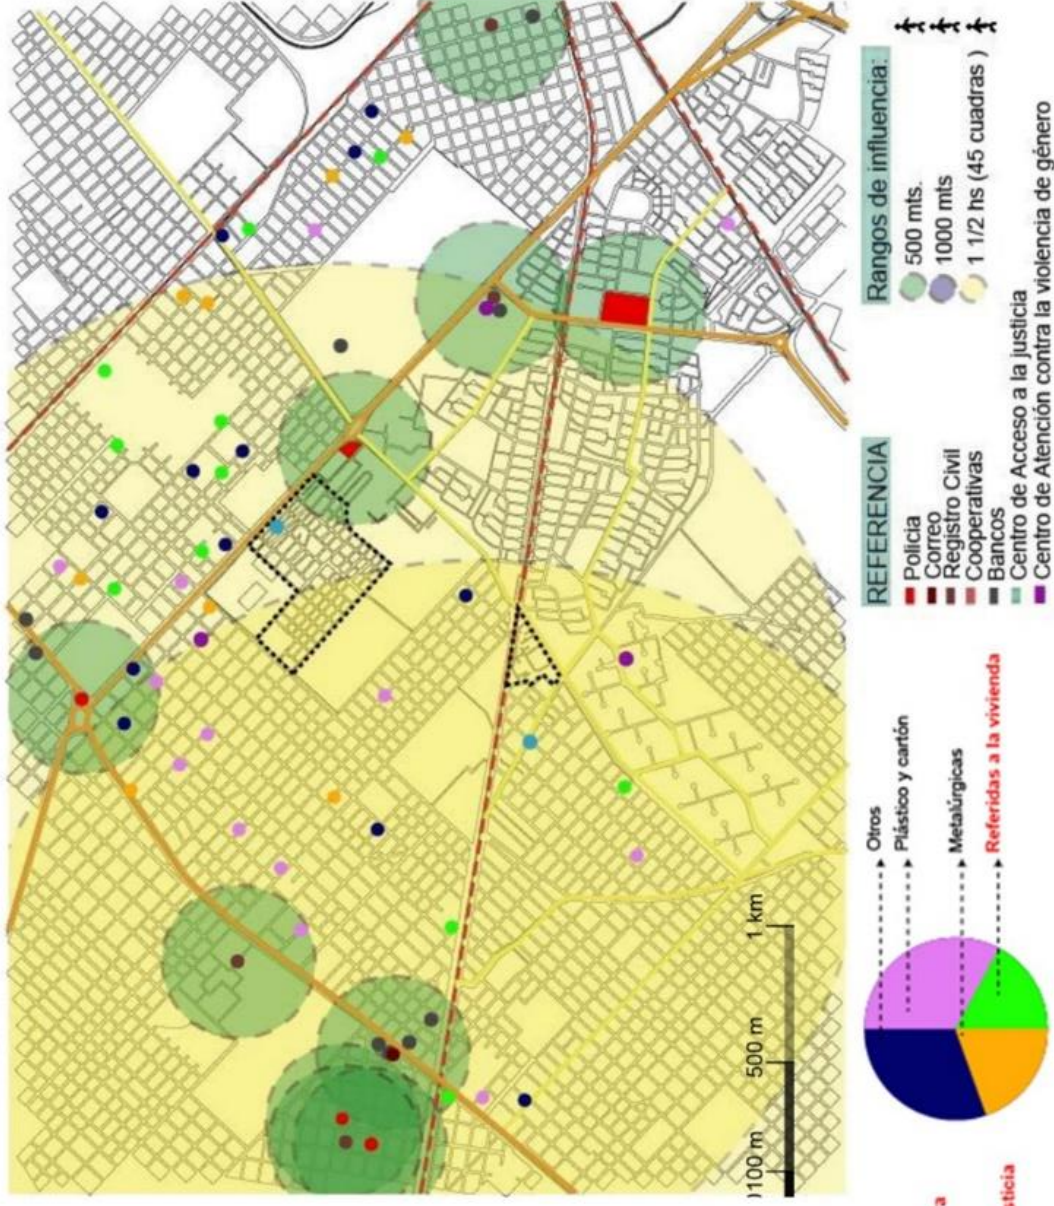 Rangos de influencia:
500 mts.
1000 mts
1 1/2 hs (45 cuadras )
REFERENCIA
Policia
Correo
Registro Civil
Cooperativas
Bancos
Centro de Acceso a la justicia
Centro de Atención contra la violencia de género
100 m
500 m
1 km
Otros
Plástico y cartón
Metalúrgicas
Referidas a la vivienda
a
sticia